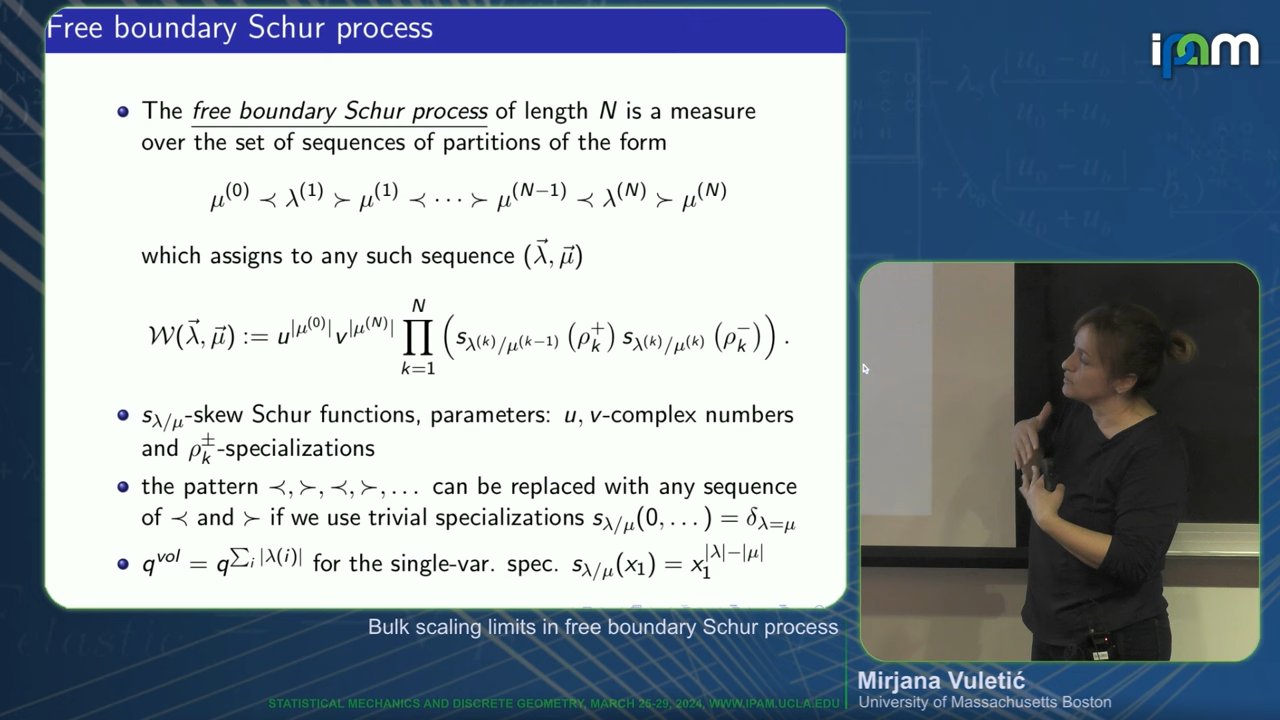 Free boundary Schur process
ipam
• The free boundary Schur process of length N is a measure
over the set of sequences of partitions of the form
μ^(0) ≺ λ^(1) ≻ μ^(1) ≺ ⋯ ≻ μ^(N−1) ≺ λ^(N) ≻ μ^(N)
which assigns to any such sequence (λ⃗, μ⃗)
𝒲(λ⃗, μ⃗) := u^{|μ^(0)|} v^{|μ^(N)|} ∏_{k=1}^{N} ( s_{λ^(k)/μ^(k−1)} (ρ_k^+) s_{λ^(k)/μ^(k)} (ρ_k^−) ) .
• s_{λ/μ}-skew Schur functions, parameters: u, v-complex numbers
and ρ_k^±-specializations
• the pattern ≺, ≻, ≺, ≻, . . . can be replaced with any sequence
of ≺ and ≻ if we use trivial specializations s_{λ/μ}(0, . . .) = δ_{λ=μ}
• q^{vol} = q^{∑_i |λ(i)|} for the single-var. spec. s_{λ/μ}(x_1) = x_1^{|λ|−|μ|}
Bulk scaling limits in free boundary Schur process
Mirjana Vuletić
University of Massachusetts Boston
STATISTICAL MECHANICS AND DISCRETE GEOMETRY, MARCH 25-29, 2024, WWW.IPAM.UCLA.EDU